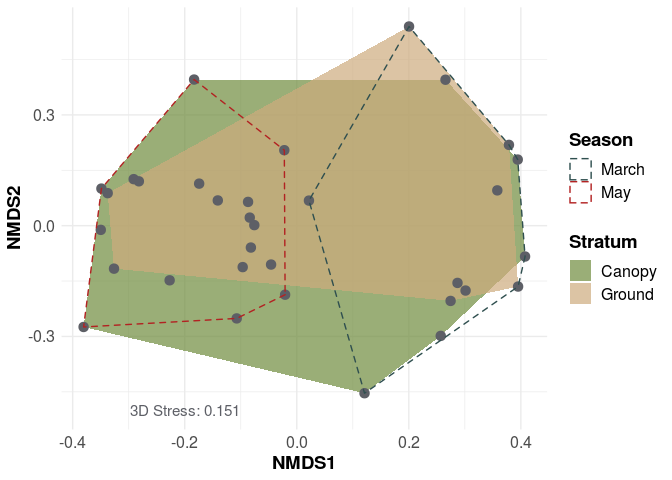 0.3
0.0
-0.3
NMDS2
3D Stress: 0.151
-0.4 -0.2 0.0 0.2 0.4
NMDS1
Season
March
May
Stratum
Canopy
Ground